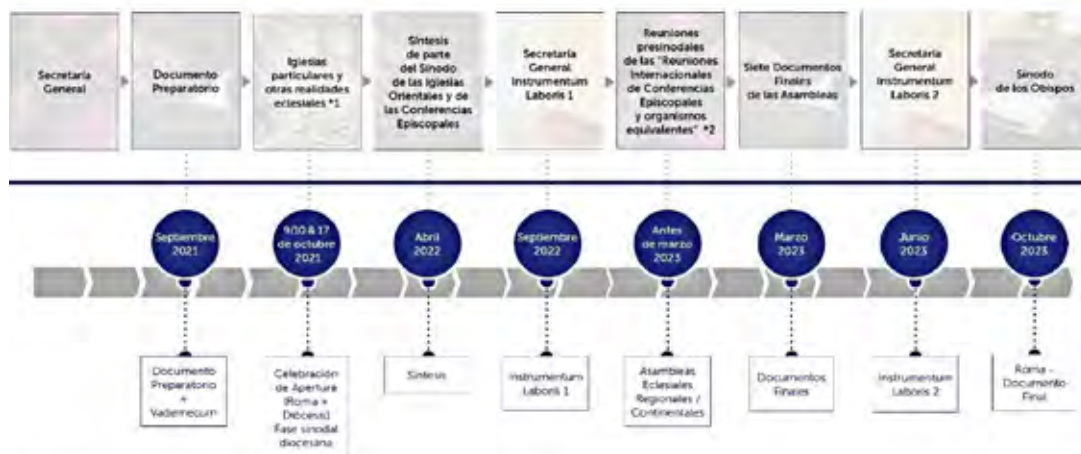 Secretaría
General
Documento
Preparatorio
Iglesias
particulares y
otras realidades
eclesiales *1
Síntesis
de parte
del Sínodo
de las Iglesias
Orientales y de
las Conferencias
Episcopales
Secretaría
General
Instrumentum
Laboris 1
Reuniones
presinodales
de las "Reuniones
Internacionales
de Conferencias
Episcopales
y organismos
equivalentes" *2
Siete Documentos
Finales
de las Asambleas
Secretaría
General
Instrumentum
Laboris 2
Sínodo
de los Obispos
Septiembre
2021
9/10 & 17
de octubre
2021
Abril
2022
Septiembre
2022
Antes
de marzo
2023
Marzo
2023
Junio
2023
Octubre
2023
Documento
Preparatorio
+
Vademecum
Celebración
de Aperture
(Roma +
Diócesis)
Fase sinodal
diocesana
Síntesis
Instrumentum
Laboris 1
Asambleas
Eclesiales
Regionales /
Continentales
Documentos
Finales
Instrumentum
Laboris 2
Roma -
Documento
Final